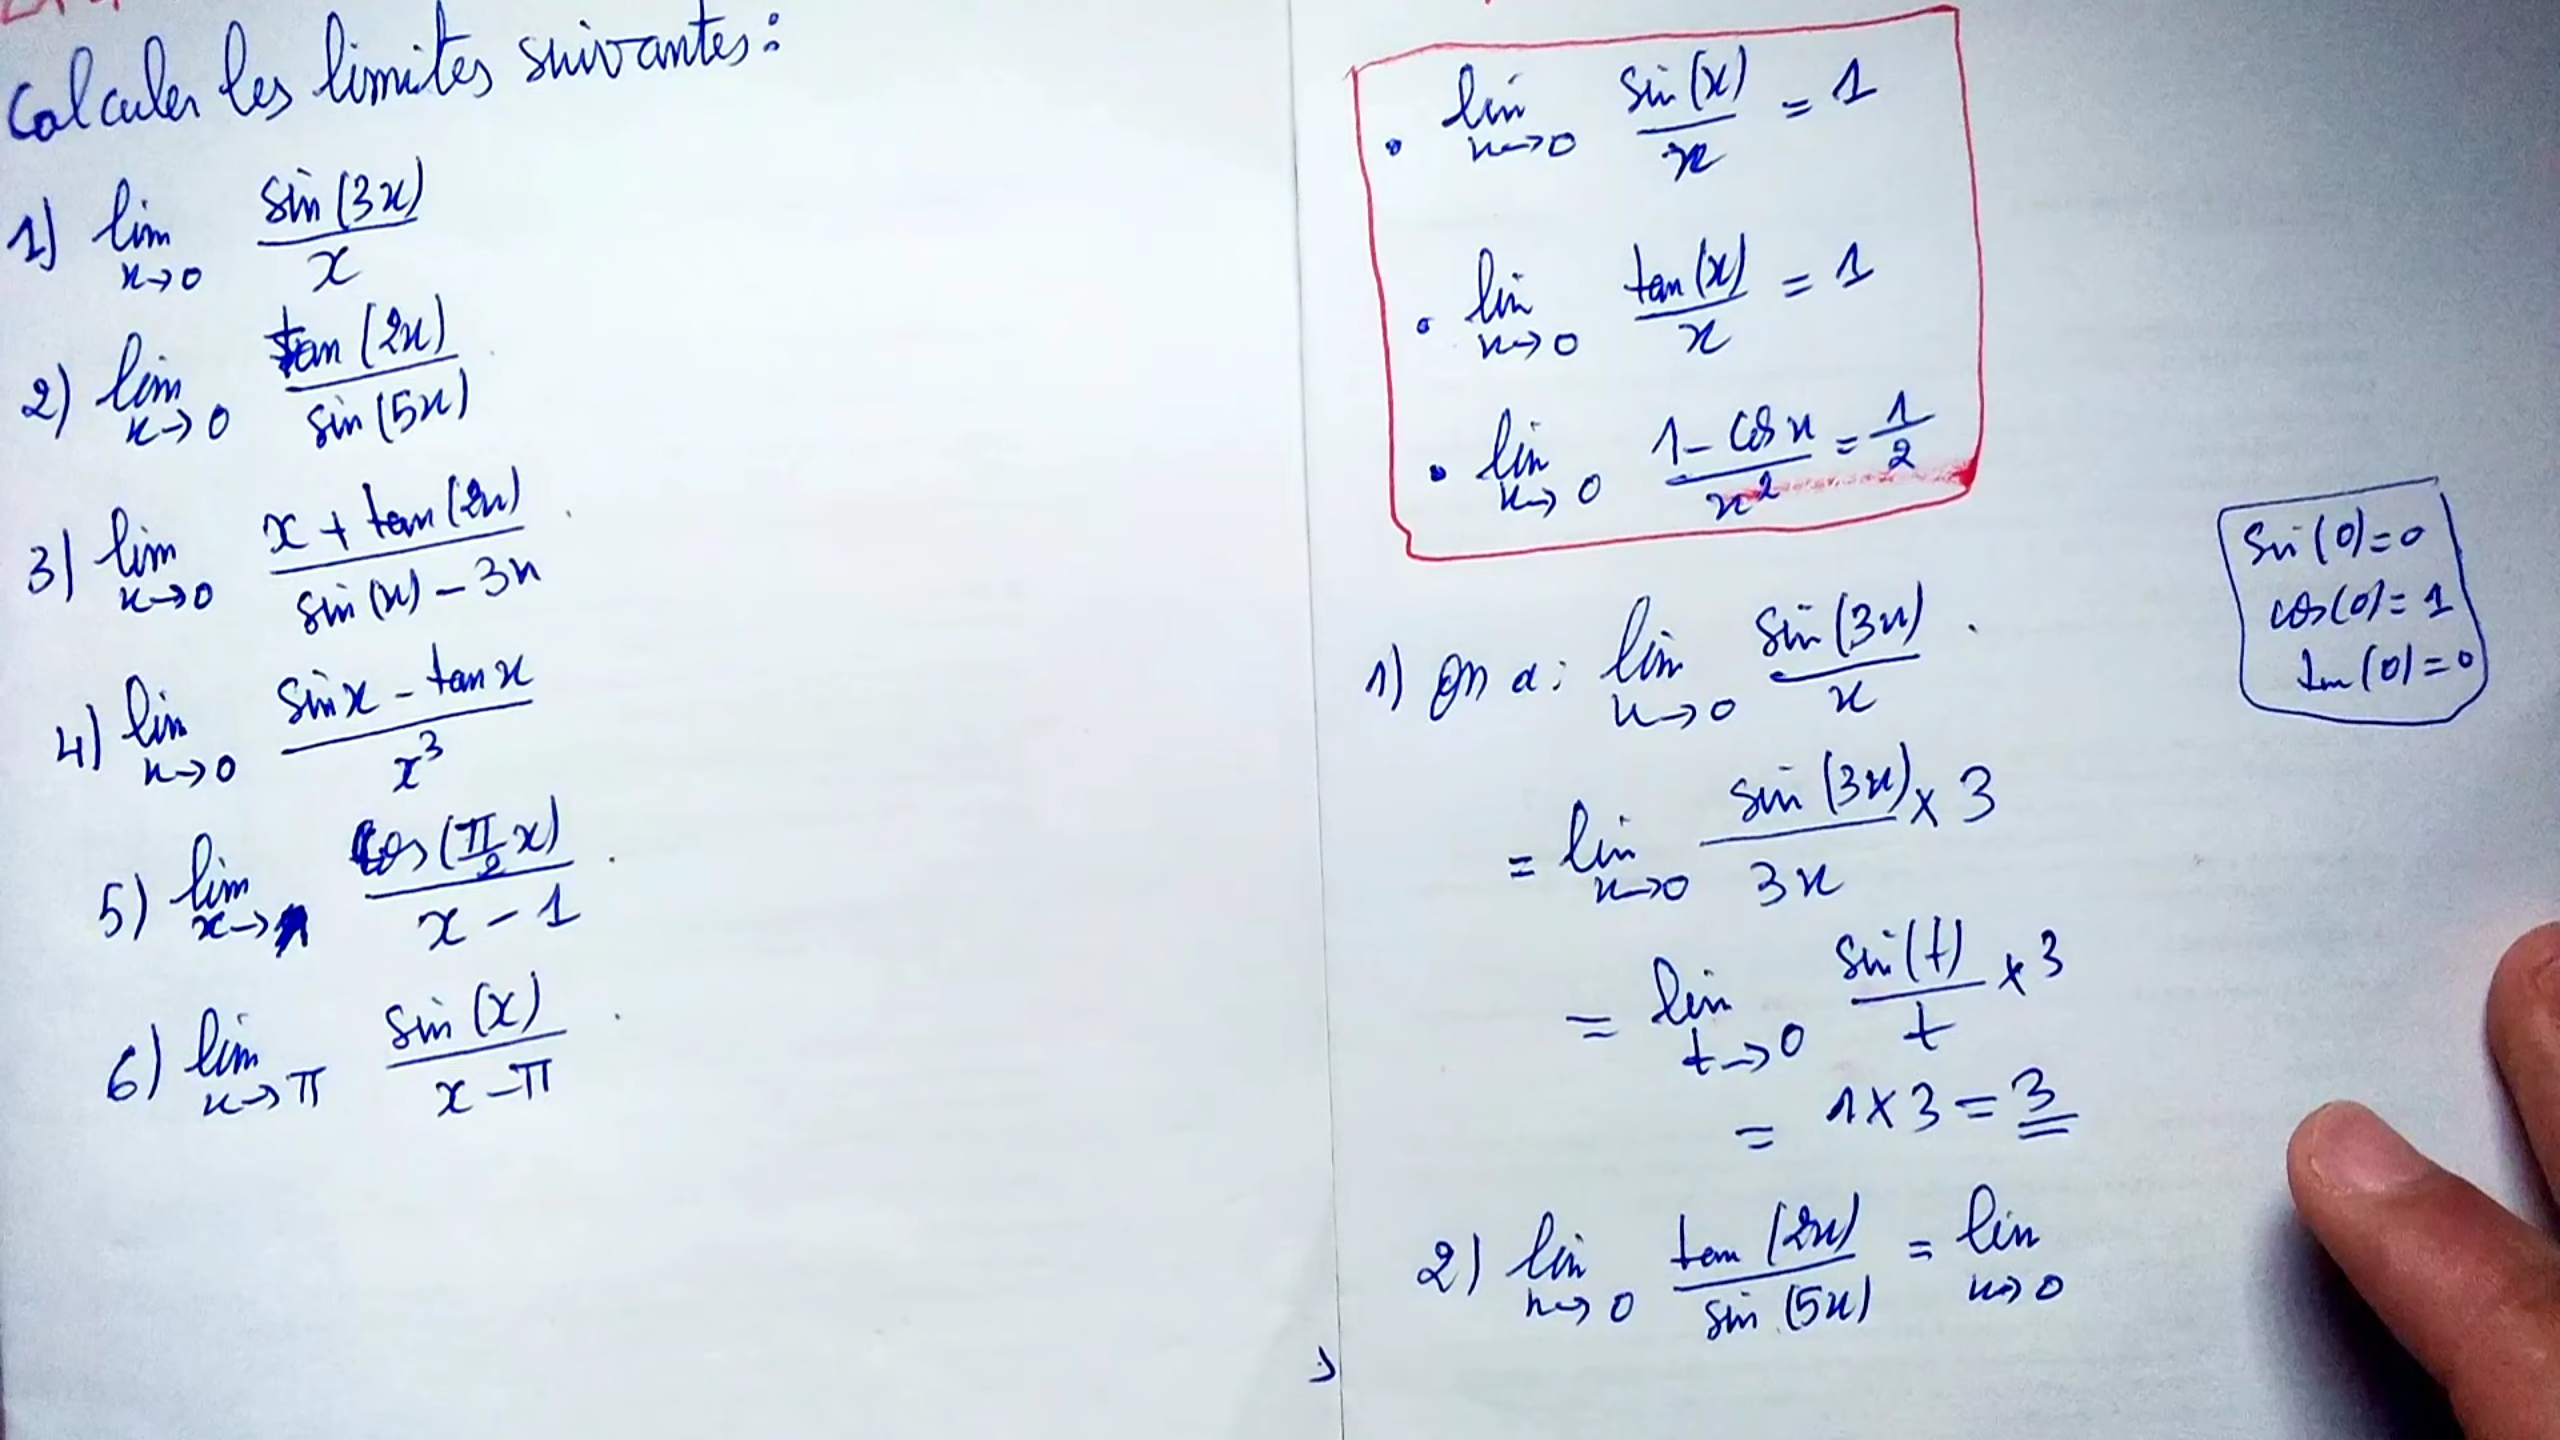 Calculer les limites suivantes :
1) lim x→0 sin(3x)/x
2) lim x→0 tan(2x)/sin(5x)
3) lim x→0 (x + tan(2x))/(sin(x) - 3x)
4) lim x→0 (sin x - tan x)/x³
5) lim x→1 cos(π/2 x)/(x - 1)
6) lim x→π sin(x)/(x - π)
• lim x→0 sin(x)/x = 1
• lim x→0 tan(x)/x = 1
• lim x→0 (1 - cos x)/x² = 1/2
sin(0) = 0
cos(0) = 1
tan(0) = 0
1) on a : lim x→0 sin(3x)/x
= lim x→0 sin(3x)/3x × 3
= lim t→0 sin(t)/t × 3
= 1 × 3 = 3
2) lim x→0 tan(2x)/sin(5x) = lim x→0